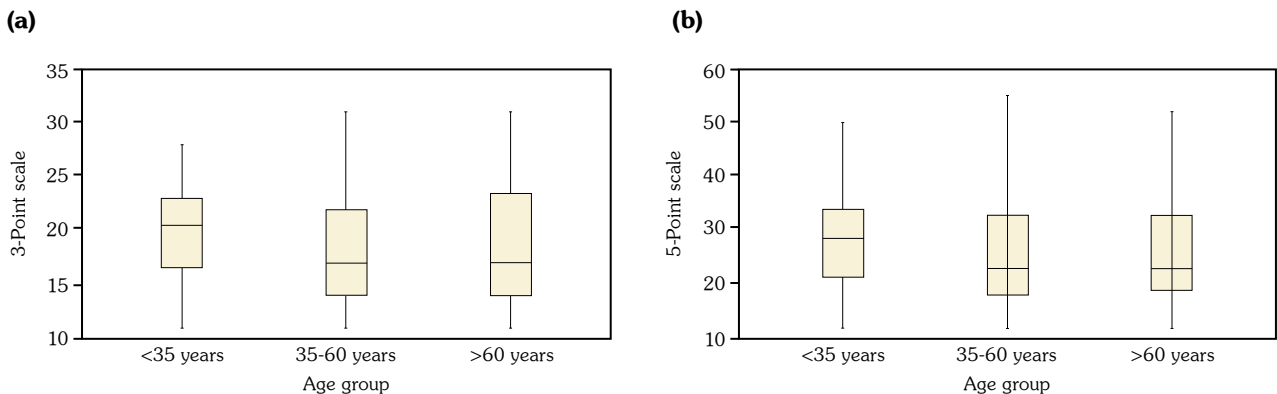 (a)
35
30
25
20
15
10
3-Point scale
<35 years
35-60 years
>60 years
Age group
(b)
60
50
40
30
20
10
5-Point scale
<35 years
35-60 years
>60 years
Age group